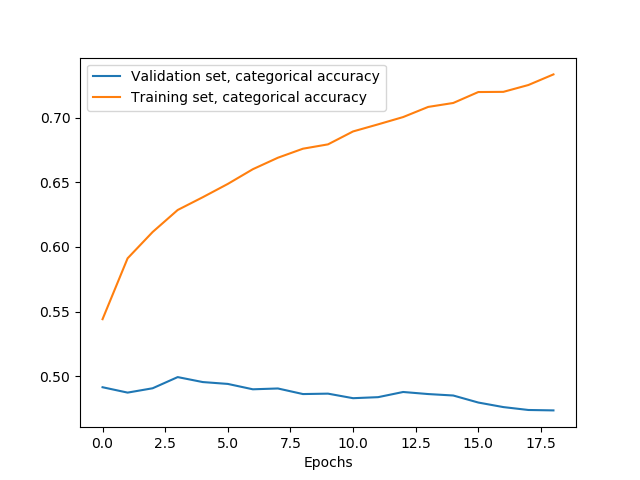 Validation set, categorical accuracy
Training set, categorical accuracy
0.70
0.65
0.60
0.55
0.50
0.0 2.5 5.0 7.5 10.0 12.5 15.0 17.5
Epochs